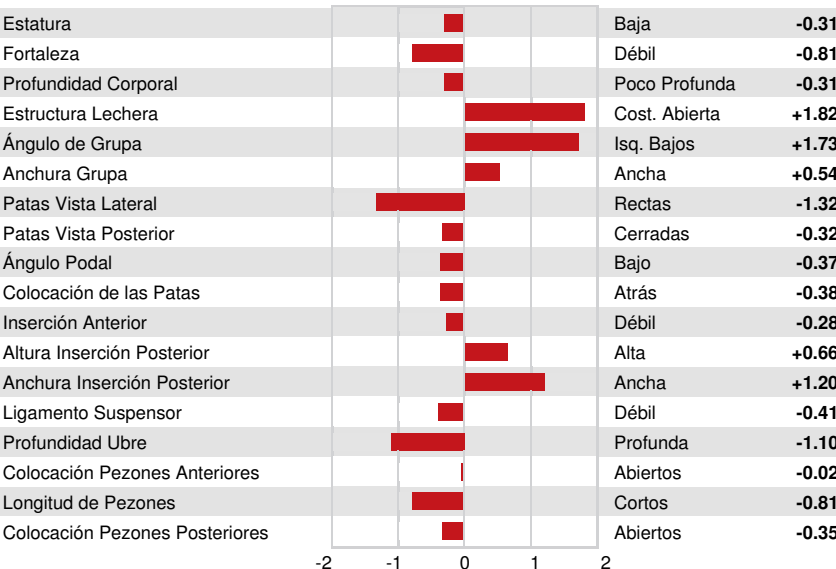 Estatura Baja -0.31
Fortaleza Débil -0.81
Profundidad Corporal Poco Profunda -0.31
Estructura Lechera Cost. Abierta +1.82
Ángulo de Grupa Isq. Bajos +1.73
Anchura Grupa Ancha +0.54
Patas Vista Lateral Rectas -1.32
Patas Vista Posterior Cerradas -0.32
Ángulo Podal Bajo -0.37
Colocación de las Patas Atrás -0.38
Inserción Anterior Débil -0.28
Altura Inserción Posterior Alta +0.66
Anchura Inserción Posterior Ancha +1.20
Ligamento Suspensor Débil -0.41
Profundidad Ubre Profunda -1.10
Colocación Pezones Anteriores Abiertos -0.02
Longitud de Pezones Cortos -0.81
Colocación Pezones Posteriores Abiertos -0.35
-2 -1 0 1 2